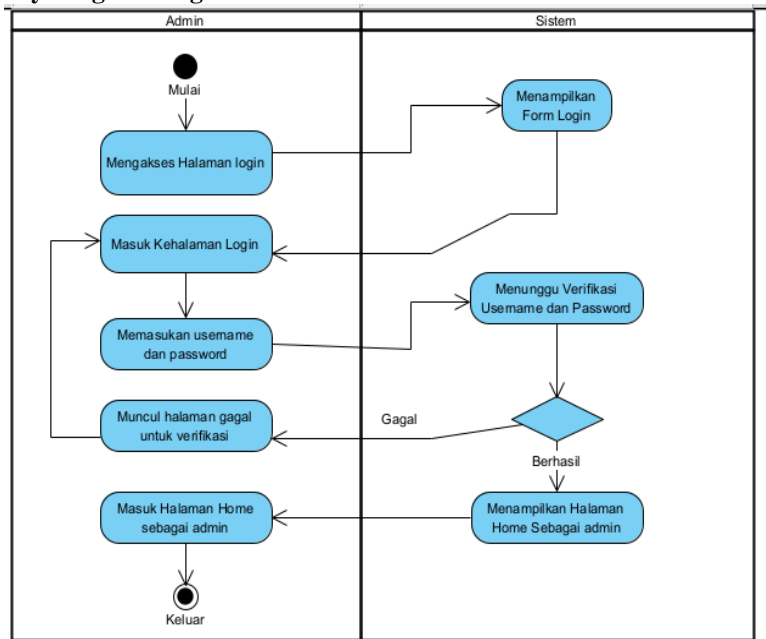 Admin
Sistem
Mulai
Menampilkan
Form Login
Mengakses Halaman login
Masuk Kehalaman Login
Menunggu Verifikasi
Username dan Password
Memasukan username
dan password
Muncul halaman gagal
untuk verifikasi
Gagal
Berhasil
Masuk Halaman Home
sebagai admin
Menampilkan Halaman
Home Sebagai admin
Keluar